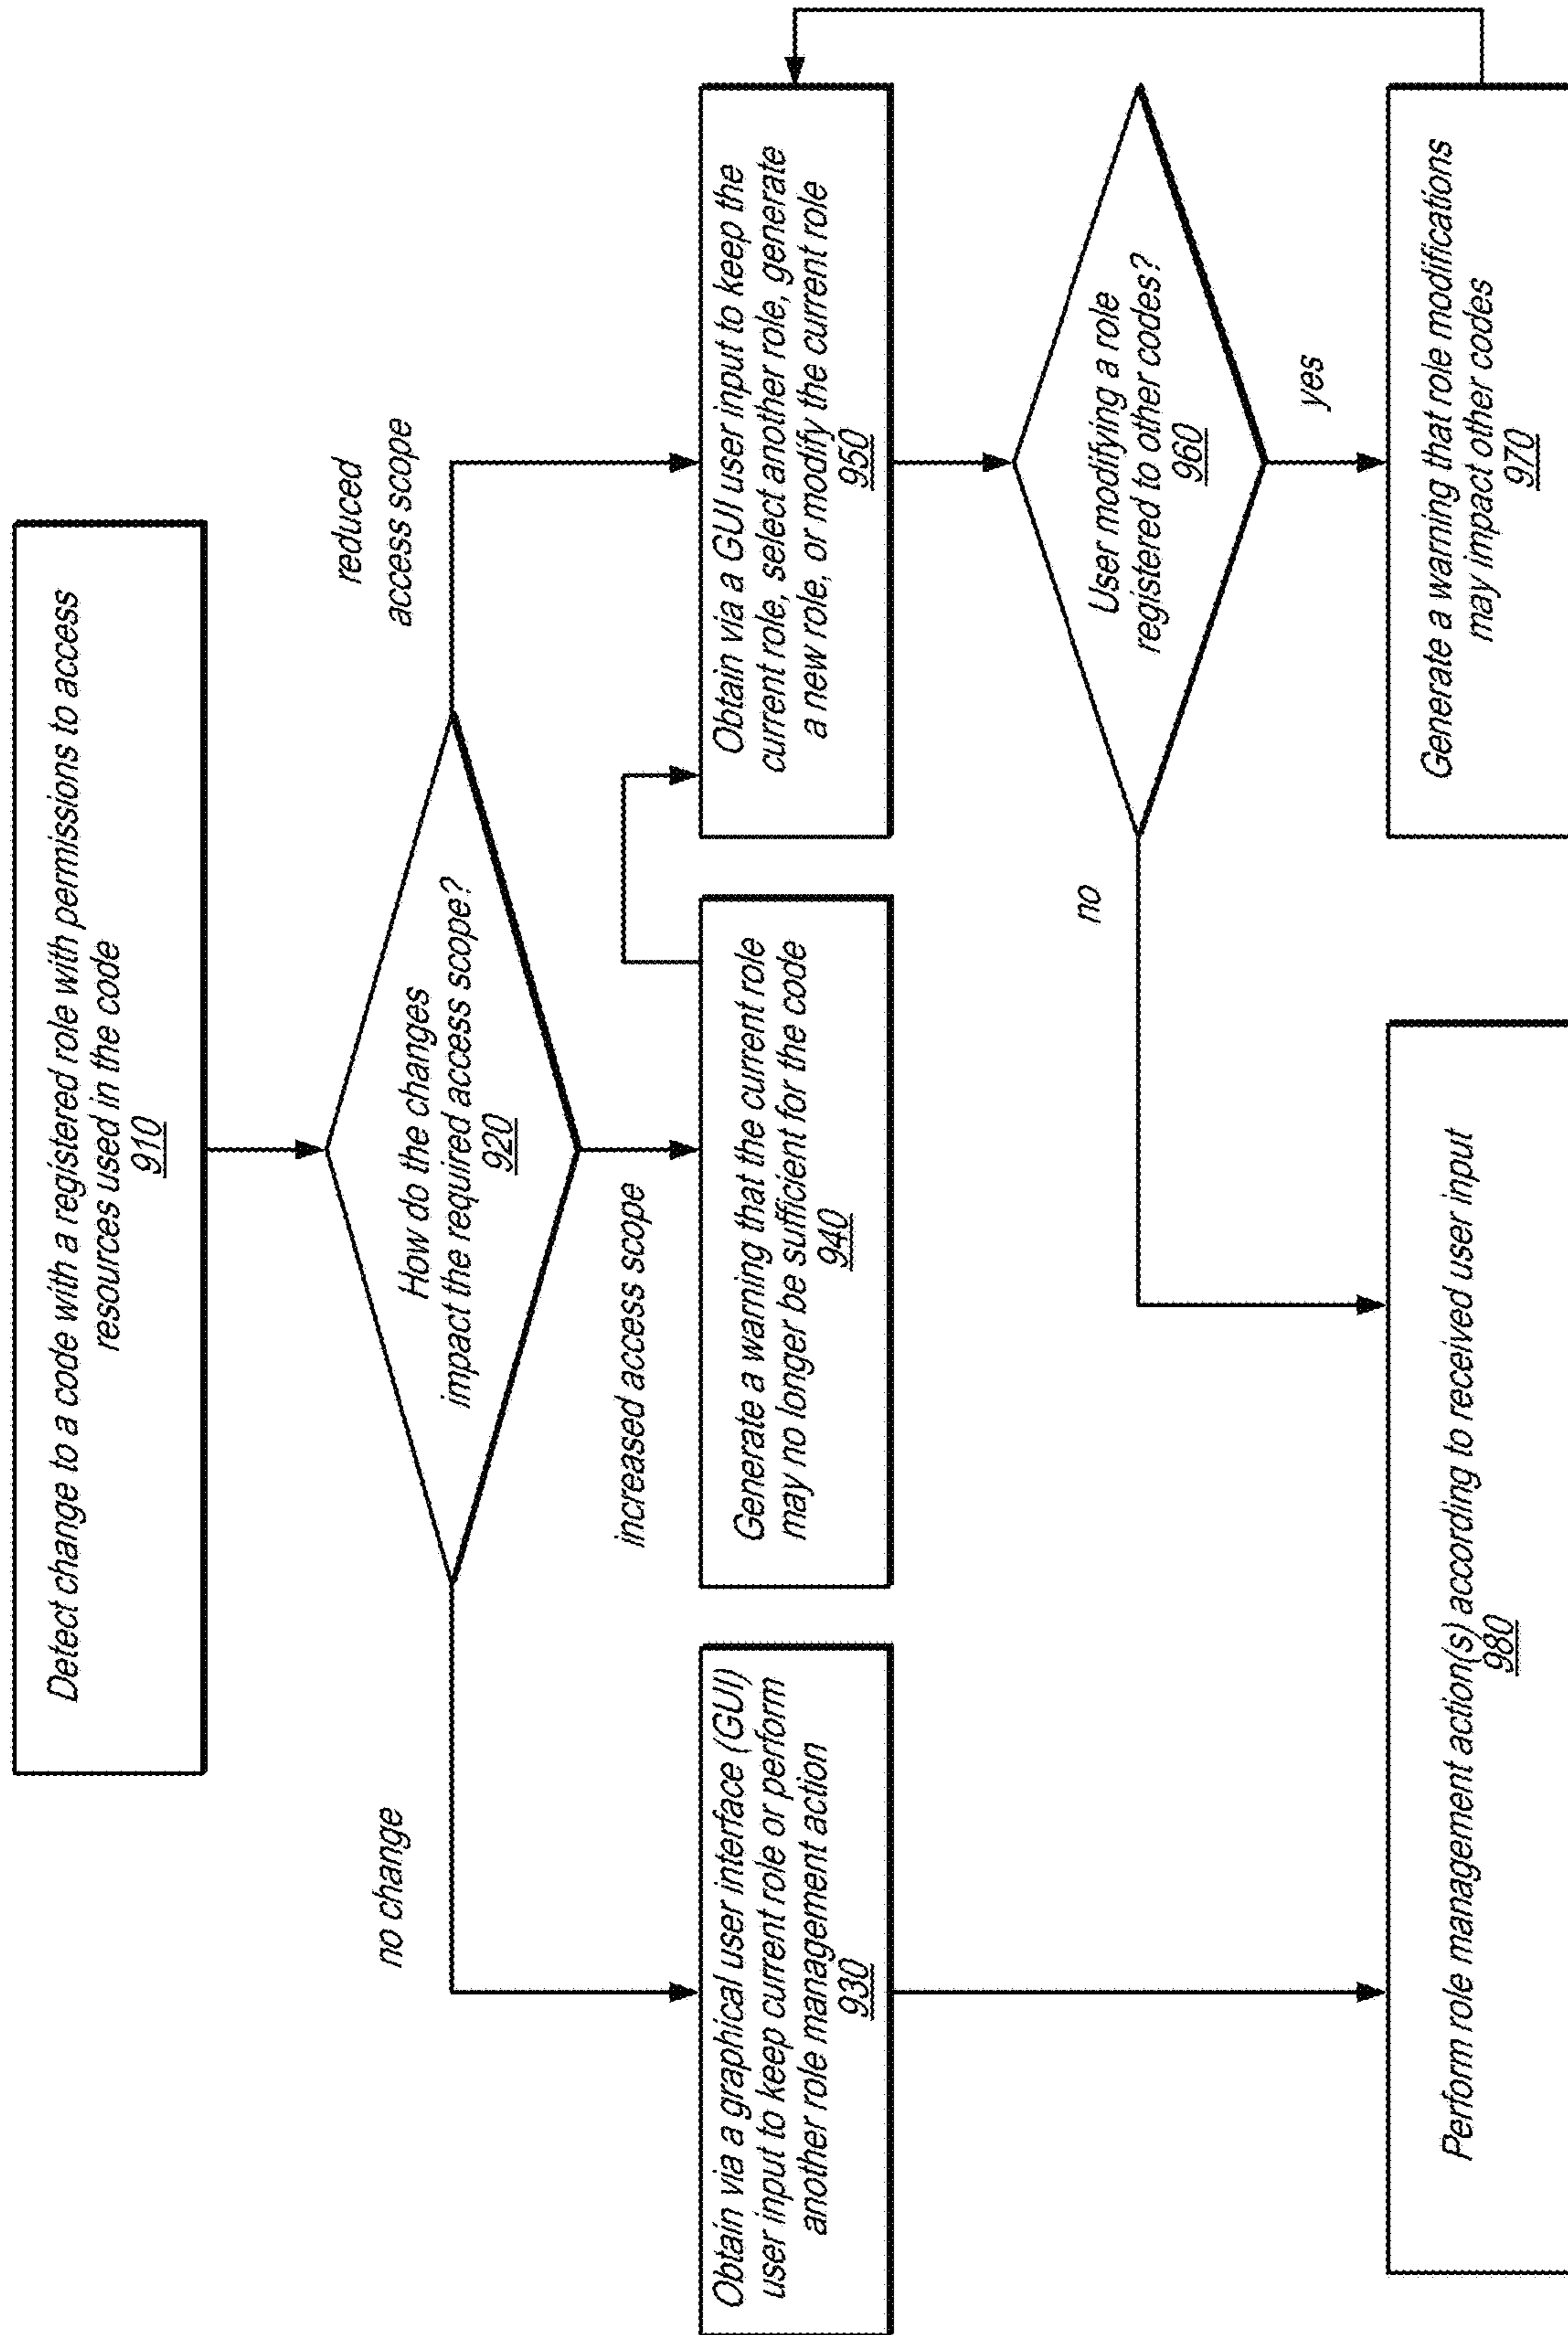 Detect change to a code with a registered role with permissions to access
resources used in the code
910
How do the changes
impact the required access scope?
920
no change
increased access scope
reduced
access scope
Obtain via a graphical user interface (GUI)
user input to keep current role or perform
another role management action
930
Generate a warning that the current role
may no longer be sufficient for the code
940
Obtain via a GUI user input to keep the
current role, select another role, generate
a new role, or modify the current role
950
User modifying a role
registered to other codes?
960
no
yes
Generate a warning that role modifications
may impact other codes
970
Perform role management action(s) according to received user input
980